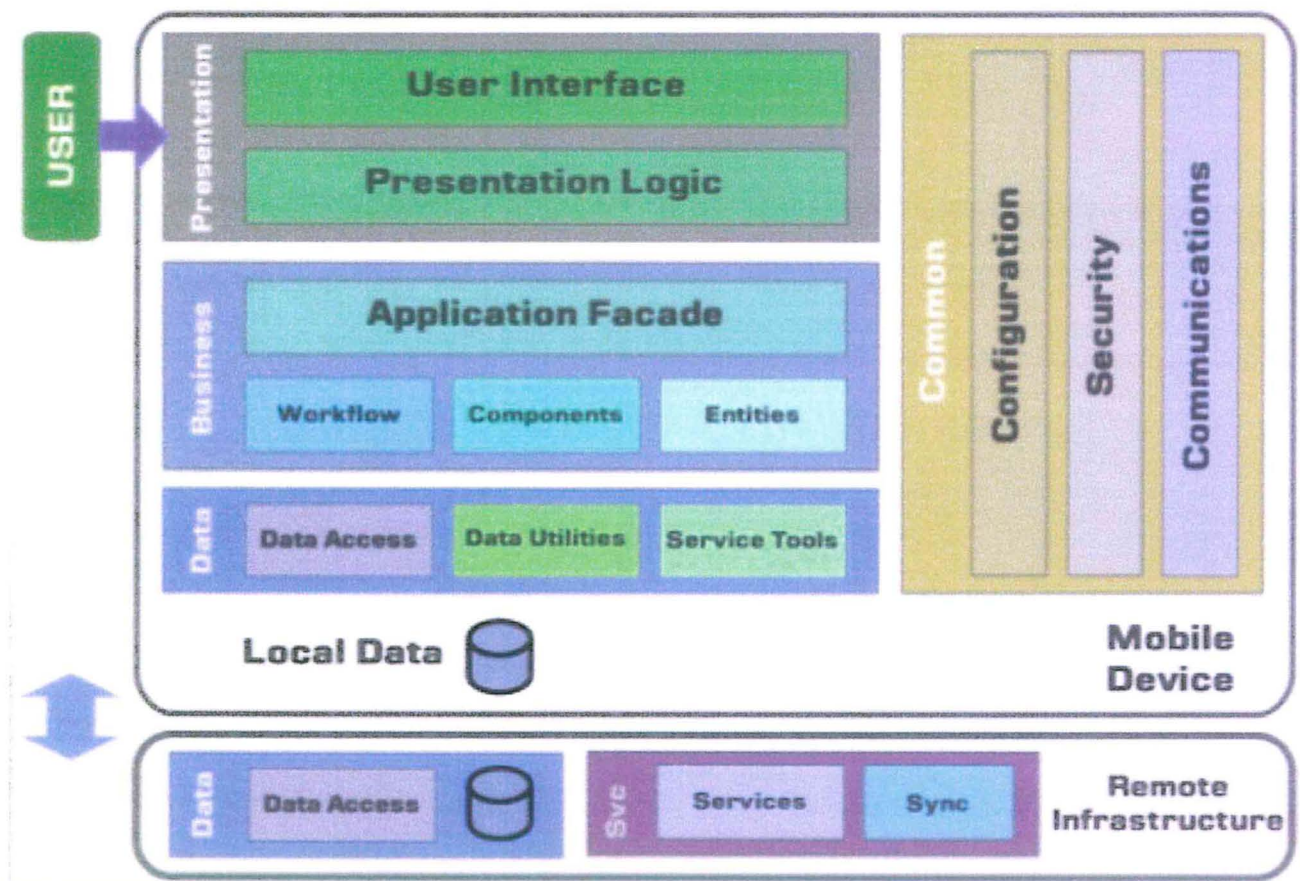 USER
Presentation
User Interface
Presentation Logic
Business
Application Facade
Workflow
Components
Entities
Data
Data Access
Data Utilities
Service Tools
Common
Configuration
Security
Communications
Local Data
Mobile
Device
Data
Data Access
Svc
Services
Sync
Remote
Infrastructure